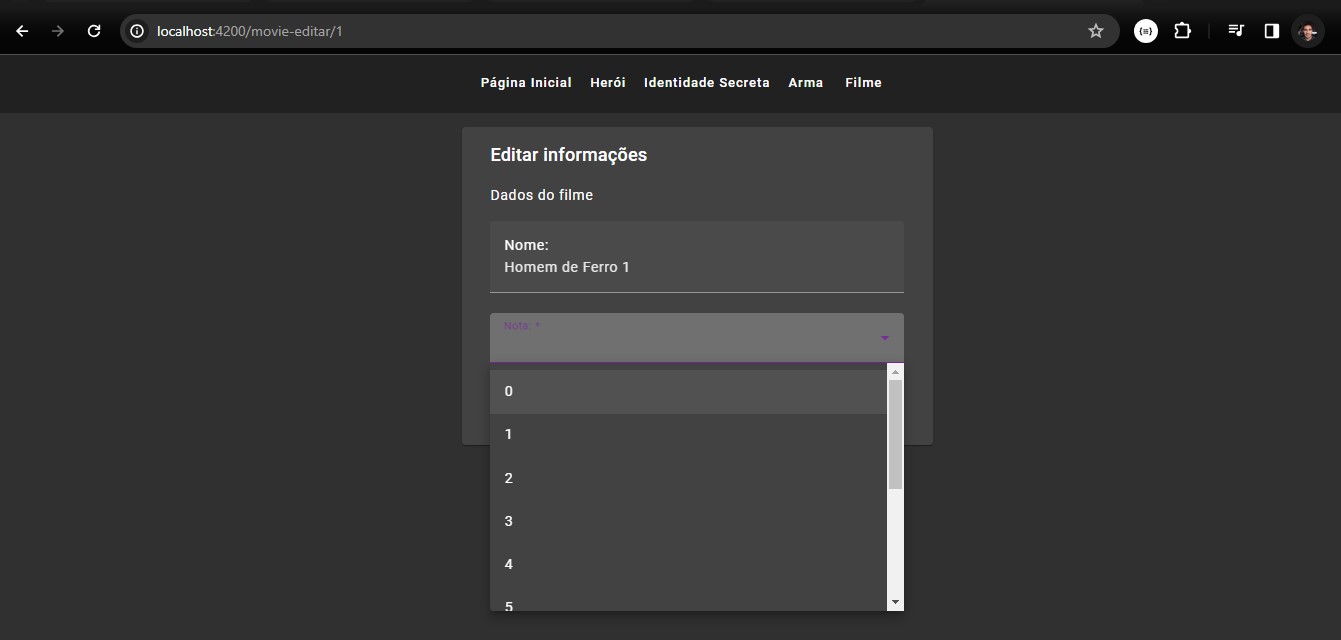 localhost:4200/movie-editar/1
Página Inicial Herói Identidade Secreta Arma Filme
Editar informações
Dados do filme
Nome:
Homem de Ferro 1
Nota: *
0
1
2
3
4
5